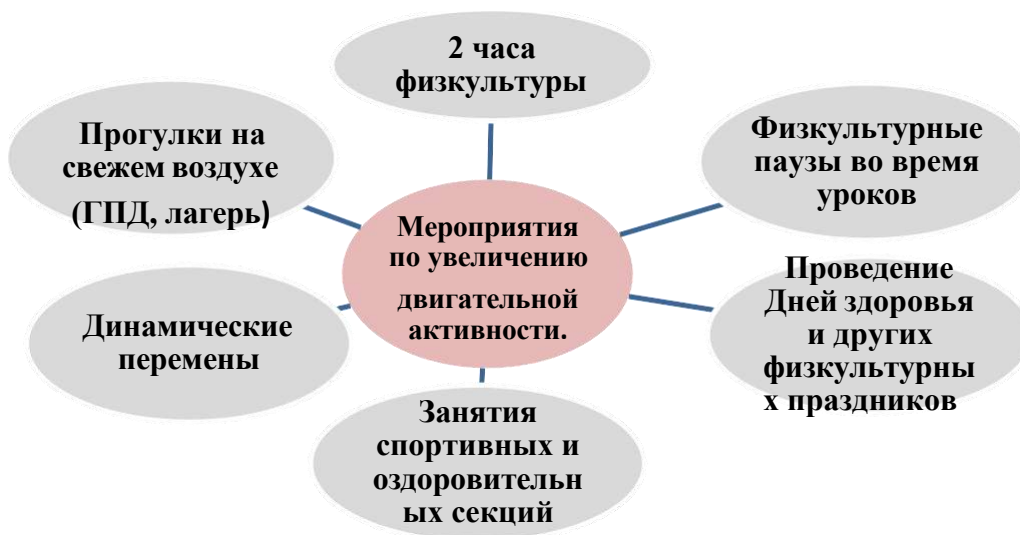 2 часа
физкультуры
Прогулки на
свежем воздухе
(ГПД, лагерь)
Физкультурные
паузы во время
уроков
Мероприятия
по увеличению
двигательной
активности.
Динамические
перемены
Проведение
Дней здоровья
и других
физкультурны
х праздников
Занятия
спортивных и
оздоровительн
ых секций